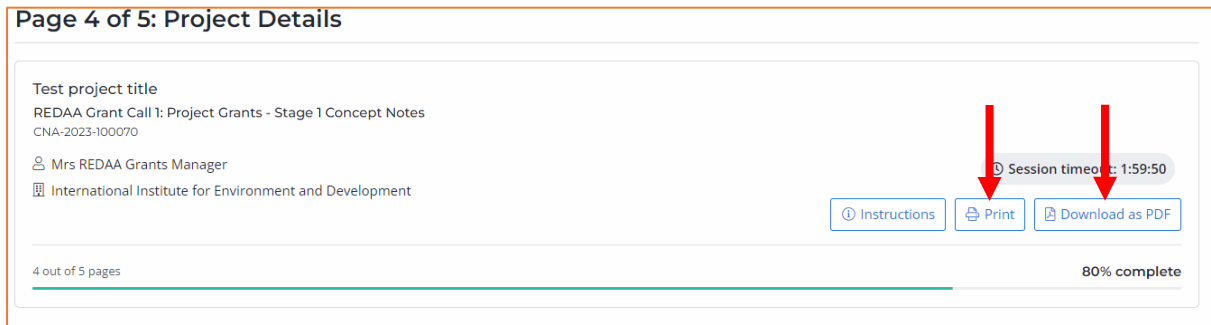 Page 4 of 5: Project Details
Test project title
REDAA Grant Call 1: Project Grants - Stage 1 Concept Notes
CNA-2023-100070
Mrs REDAA Grants Manager
Session timeout: 1:59:50
International Institute for Environment and Development
Instructions
Print
Download as PDF
4 out of 5 pages
80% complete